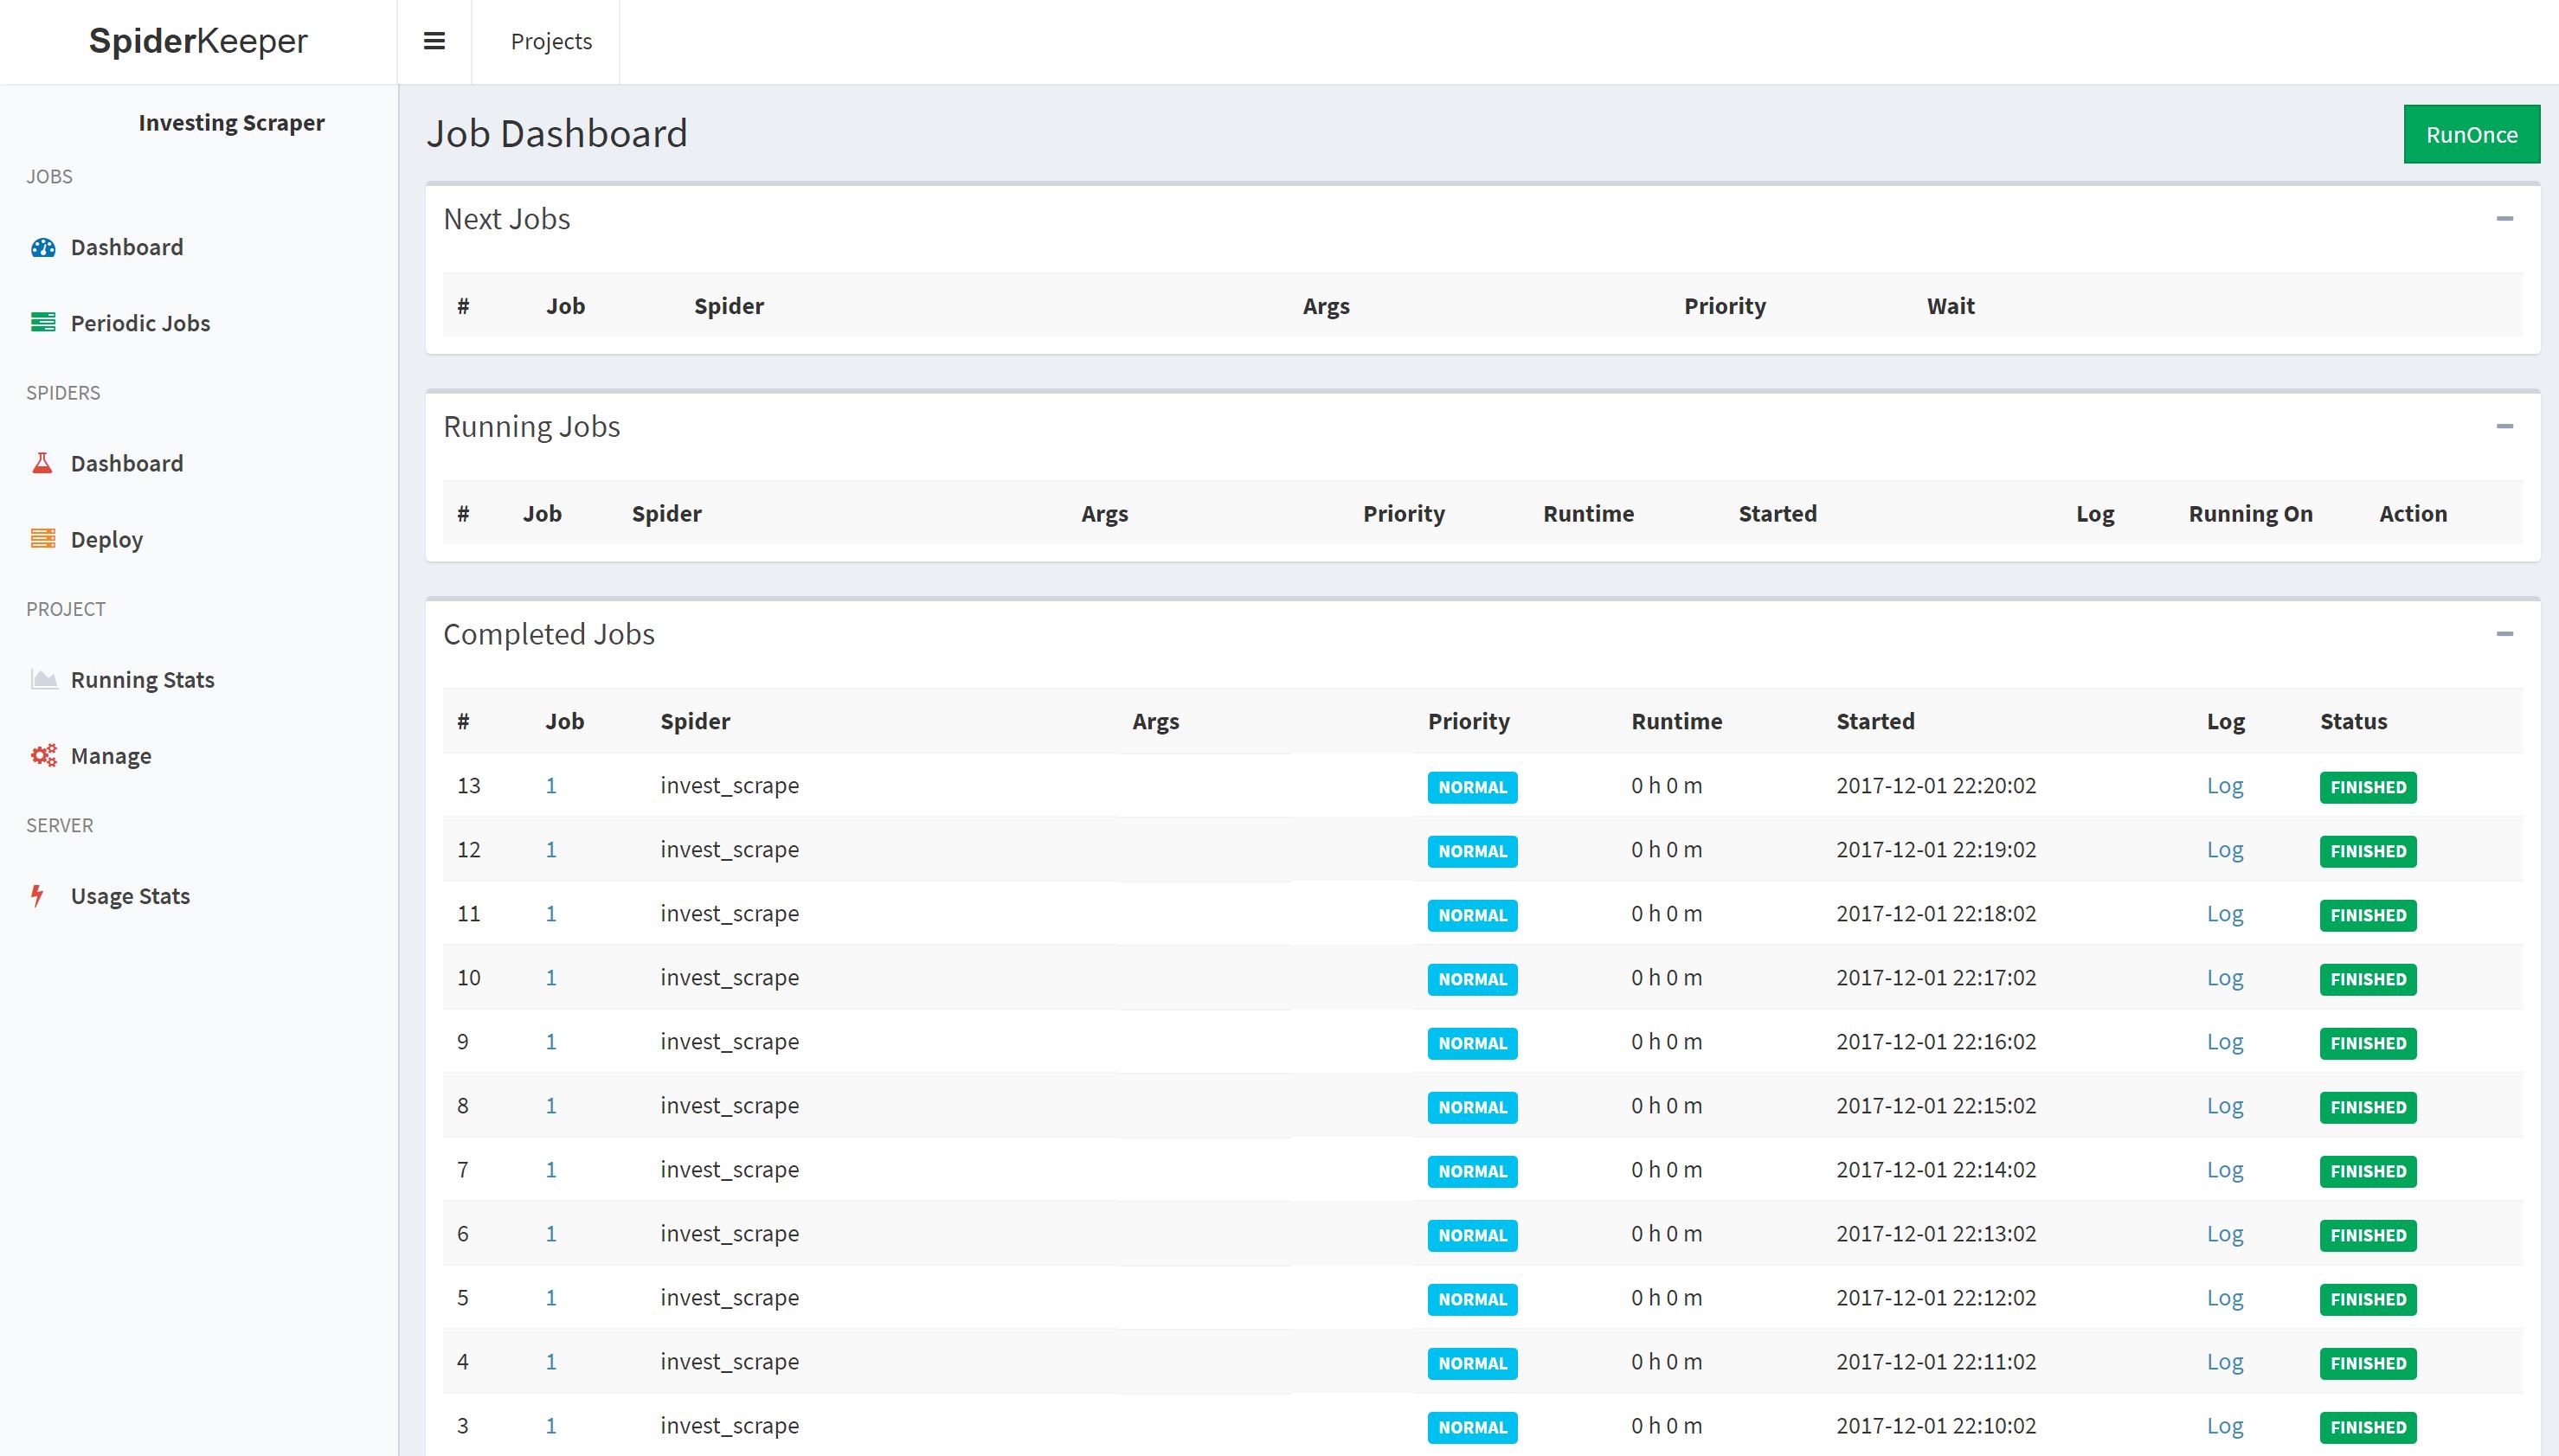 SpiderKeeper
Projects
Investing Scraper
JOBS
Dashboard
Periodic Jobs
SPIDERS
Dashboard
Deploy
PROJECT
Running Stats
Manage
SERVER
Usage Stats
Job Dashboard
RunOnce
Next Jobs
# Job Spider Args Priority Wait
Running Jobs
# Job Spider Args Priority Runtime Started Log Running On Action
Completed Jobs
# Job Spider Args Priority Runtime Started Log Status
13 1 invest_scrape NORMAL 0 h 0 m 2017-12-01 22:20:02 Log FINISHED
12 1 invest_scrape NORMAL 0 h 0 m 2017-12-01 22:19:02 Log FINISHED
11 1 invest_scrape NORMAL 0 h 0 m 2017-12-01 22:18:02 Log FINISHED
10 1 invest_scrape NORMAL 0 h 0 m 2017-12-01 22:17:02 Log FINISHED
9 1 invest_scrape NORMAL 0 h 0 m 2017-12-01 22:16:02 Log FINISHED
8 1 invest_scrape NORMAL 0 h 0 m 2017-12-01 22:15:02 Log FINISHED
7 1 invest_scrape NORMAL 0 h 0 m 2017-12-01 22:14:02 Log FINISHED
6 1 invest_scrape NORMAL 0 h 0 m 2017-12-01 22:13:02 Log FINISHED
5 1 invest_scrape NORMAL 0 h 0 m 2017-12-01 22:12:02 Log FINISHED
4 1 invest_scrape NORMAL 0 h 0 m 2017-12-01 22:11:02 Log FINISHED
3 1 invest_scrape NORMAL 0 h 0 m 2017-12-01 22:10:02 Log FINISHED